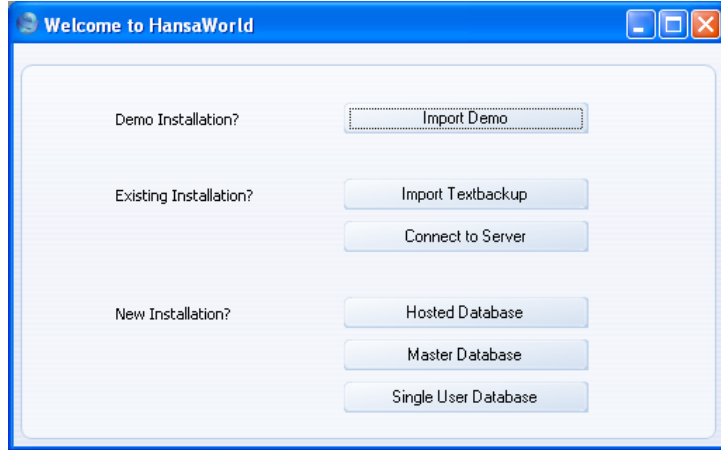 Welcome to HansaWorld
Demo Installation? Import Demo
Existing Installation? Import Textbackup
Connect to Server
New Installation? Hosted Database
Master Database
Single User Database